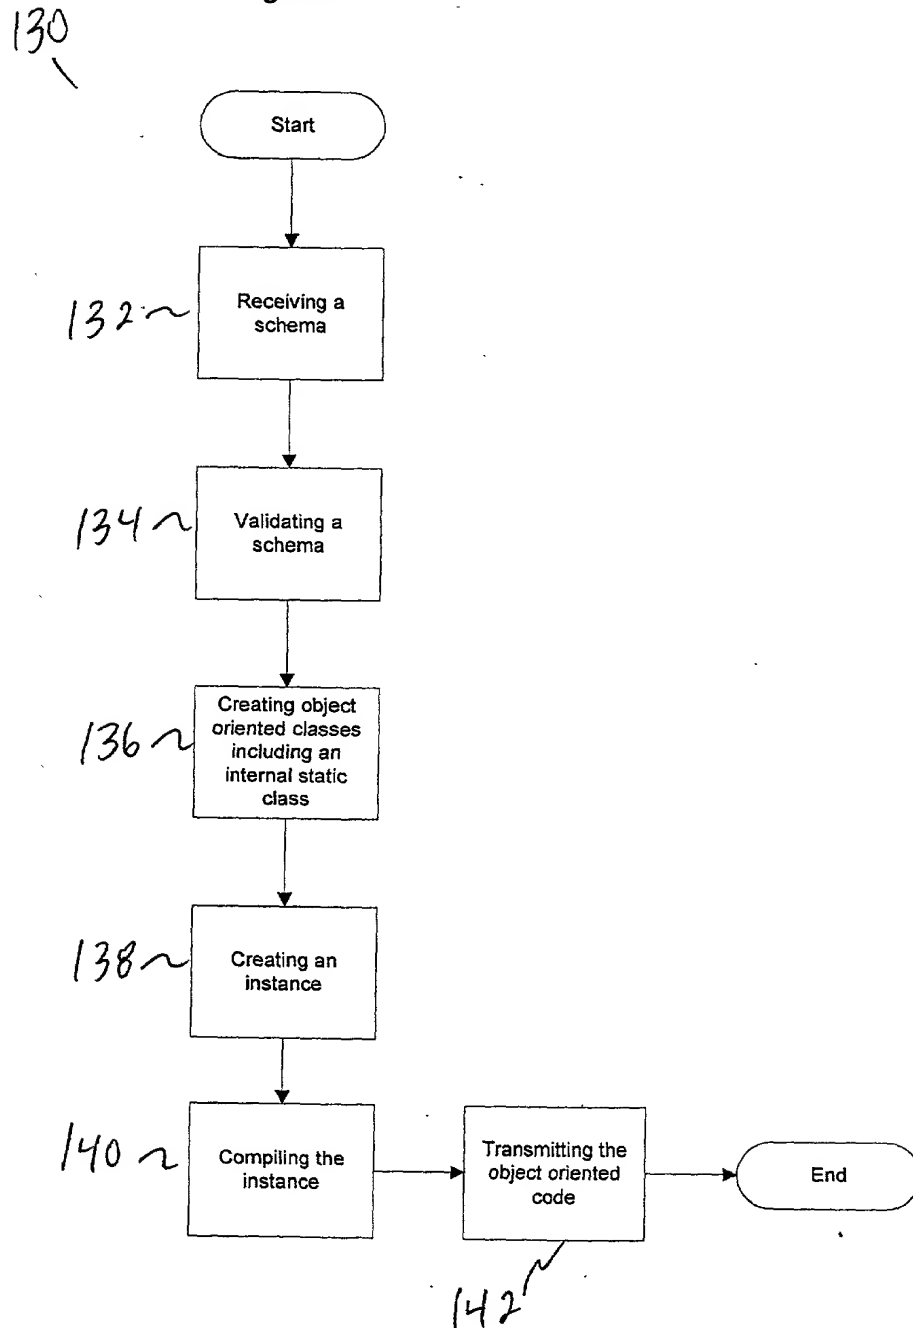 130
Start
132
Receiving a
schema
134
Validating a
schema
136
Creating object
oriented classes
including an
internal static
class
138
Creating an
instance
140
Compiling the
instance
Transmitting the
object oriented
code
End
142